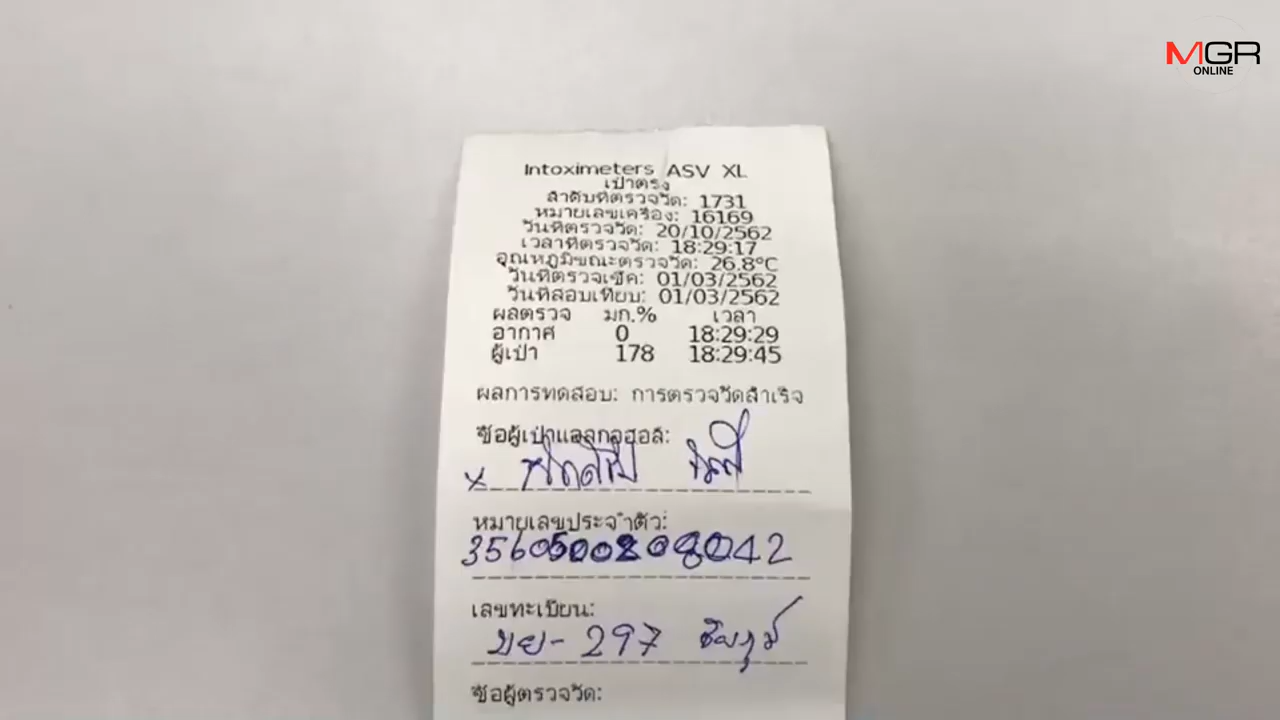 MGR
ONLINE
Intoximeters ASV XL
เป่าตรง
ลำดับที่ตรวจวัด: 1731
หมายเลขเครื่อง: 16169
วันที่ตรวจวัด: 20/10/2562
เวลาที่ตรวจวัด: 18:29:17
อุณหภูมิขณะตรวจวัด: 26.8°C
วันที่ตรวจเช็ค: 01/03/2562
วันที่สอบเทียบ: 01/03/2562
ผลตรวจ มก.% เวลา
อากาศ 0 18:29:29
ผู้เป่า 178 18:29:45
ผลการทดสอบ: การตรวจวัดสำเร็จ
ชื่อผู้เป่าแอลกอฮอล์:
x
หมายเลขประจำตัว:
เลขทะเบียน:
มย- 297 ชัยภูมิ
ชื่อผู้ตรวจวัด: